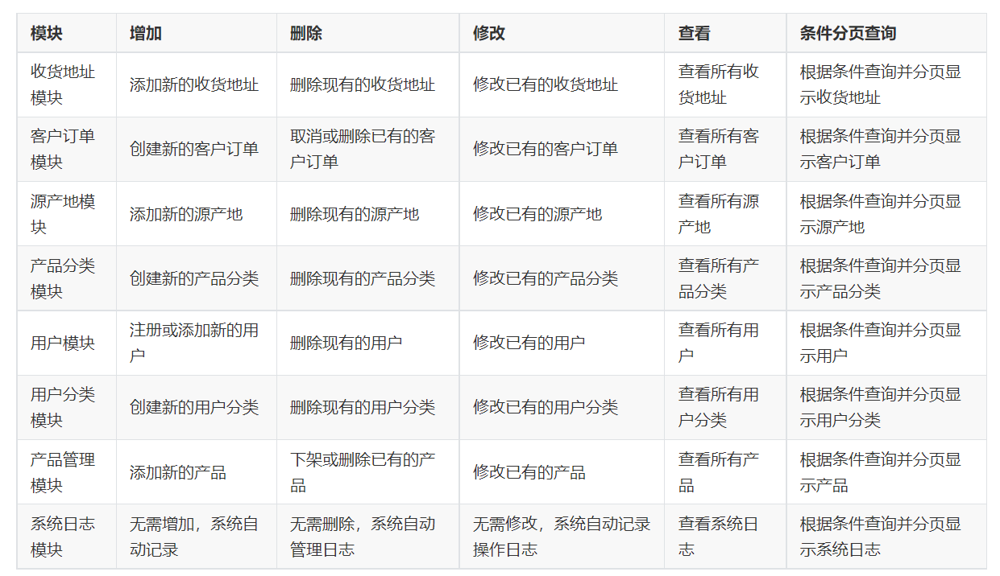 模块 增加 删除 修改 查看 条件分页查询
收货地址 查看所有收 根据条件查询并分页显
添加新的收货地址 删除现有的收货地址 修改已有的收货地址
模块 货地址 示收货地址
客户订单 取消或删除已有的客 查看所有客 根据条件查询并分页显
创建新的客户订单 修改已有的客户订单
模块 户订单 户订单 示客户订单
源产地模 查看所有源 根据条件查询并分页显
添加新的源产地 删除现有的源产地 修改已有的源产地
块 产地 示源产地
产品分类 查看所有产 根据条件查询并分页显
创建新的产品分类 删除现有的产品分类 修改已有的产品分类
模块 品分类 示产品分类
注册或添加新的用 查看所有用 根据条件查询并分页显
用户模块 删除现有的用户 修改已有的用户
户 户 示用户
用户分类 查看所有用 根据条件查询并分页显
创建新的用户分类 删除现有的用户分类 修改已有的用户分类
模块 户分类 示用户分类
产品管理 下架或删除已有的产 查看所有产 根据条件查询并分页显
添加新的产品 修改已有的产品
模块 品 品 示产品
系统日志 无需增加，系统自 无需删除，系统自动 无需修改，系统自动记录 查看系统日 根据条件查询并分页显
模块 动记录 管理日志 操作日志 志 示系统日志